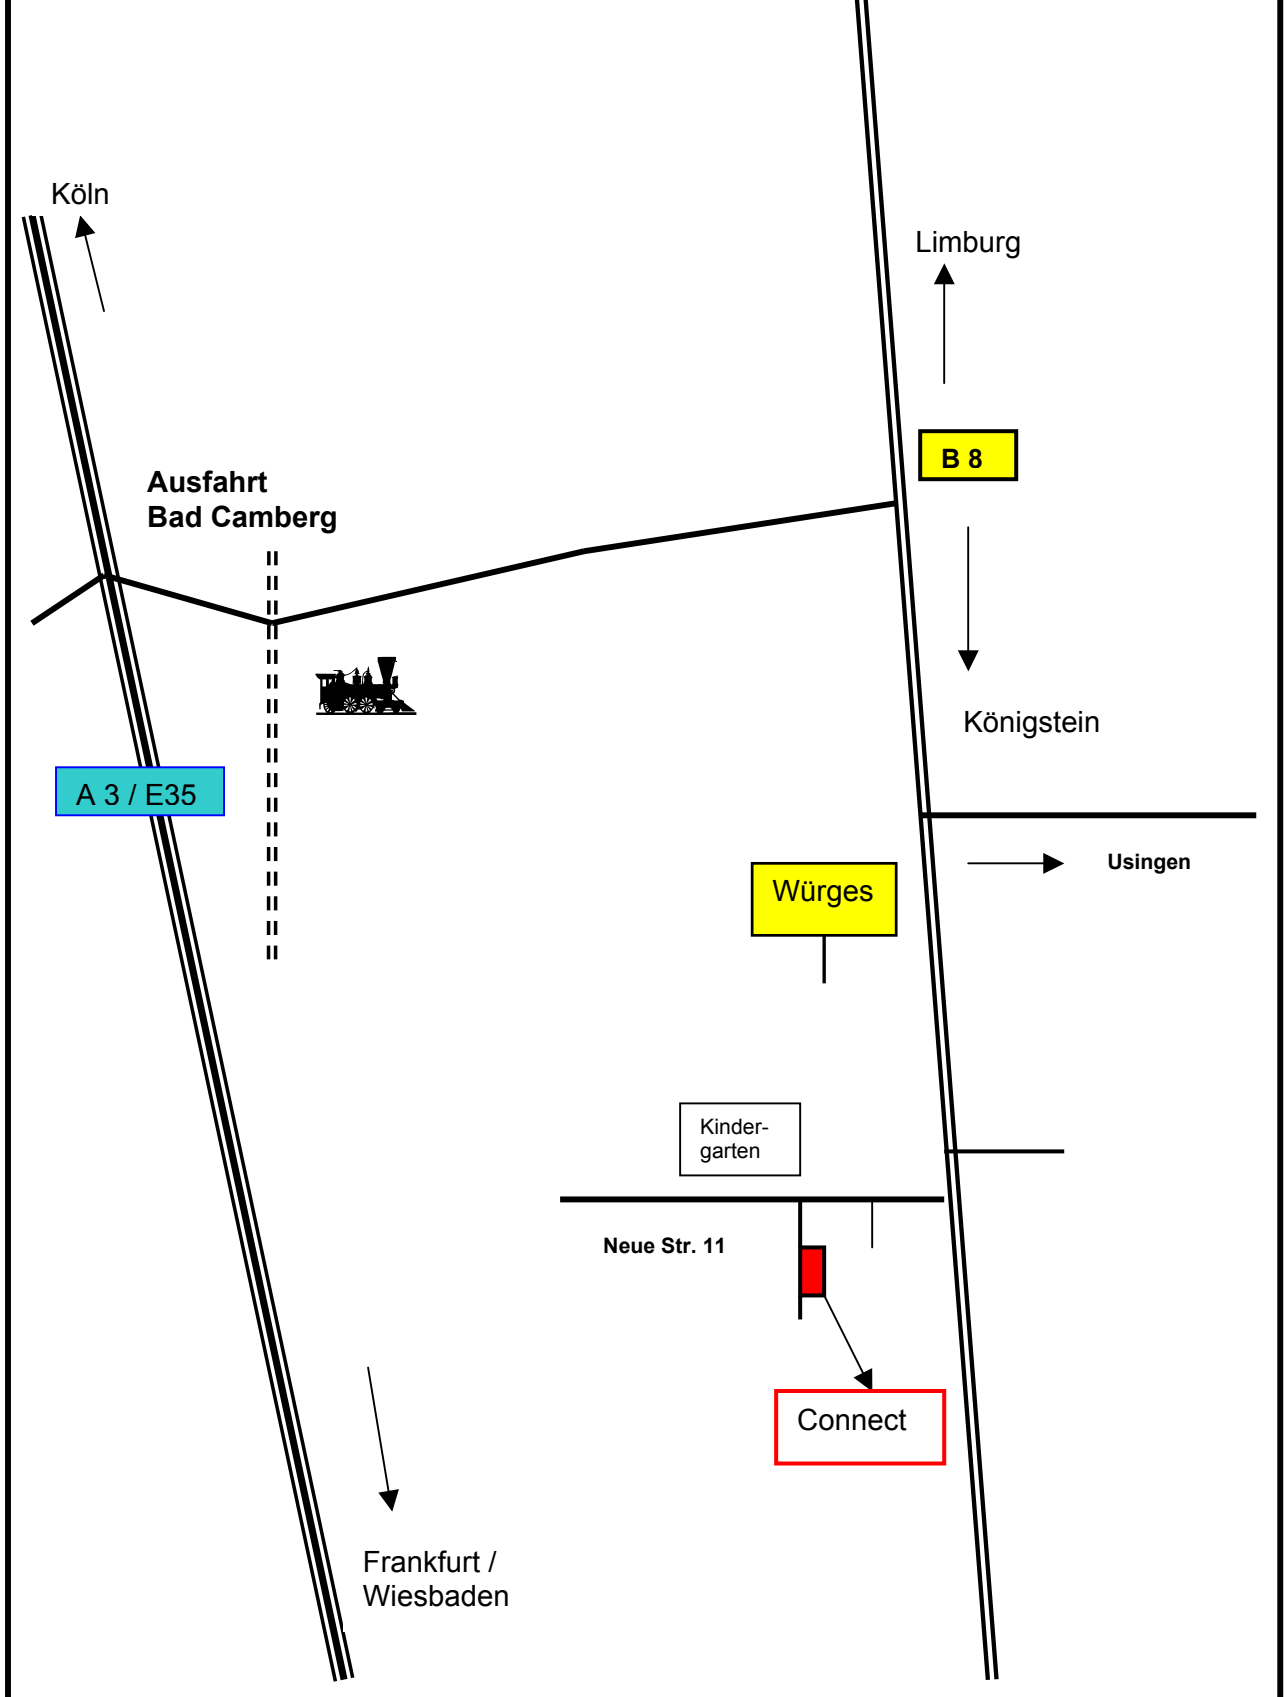 Köln
Limburg
B 8
Ausfahrt
Bad Camberg
Königstein
A 3 / E35
Usingen
Würges
Kinder-
garten
Neue Str. 11
Connect
Frankfurt /
Wiesbaden